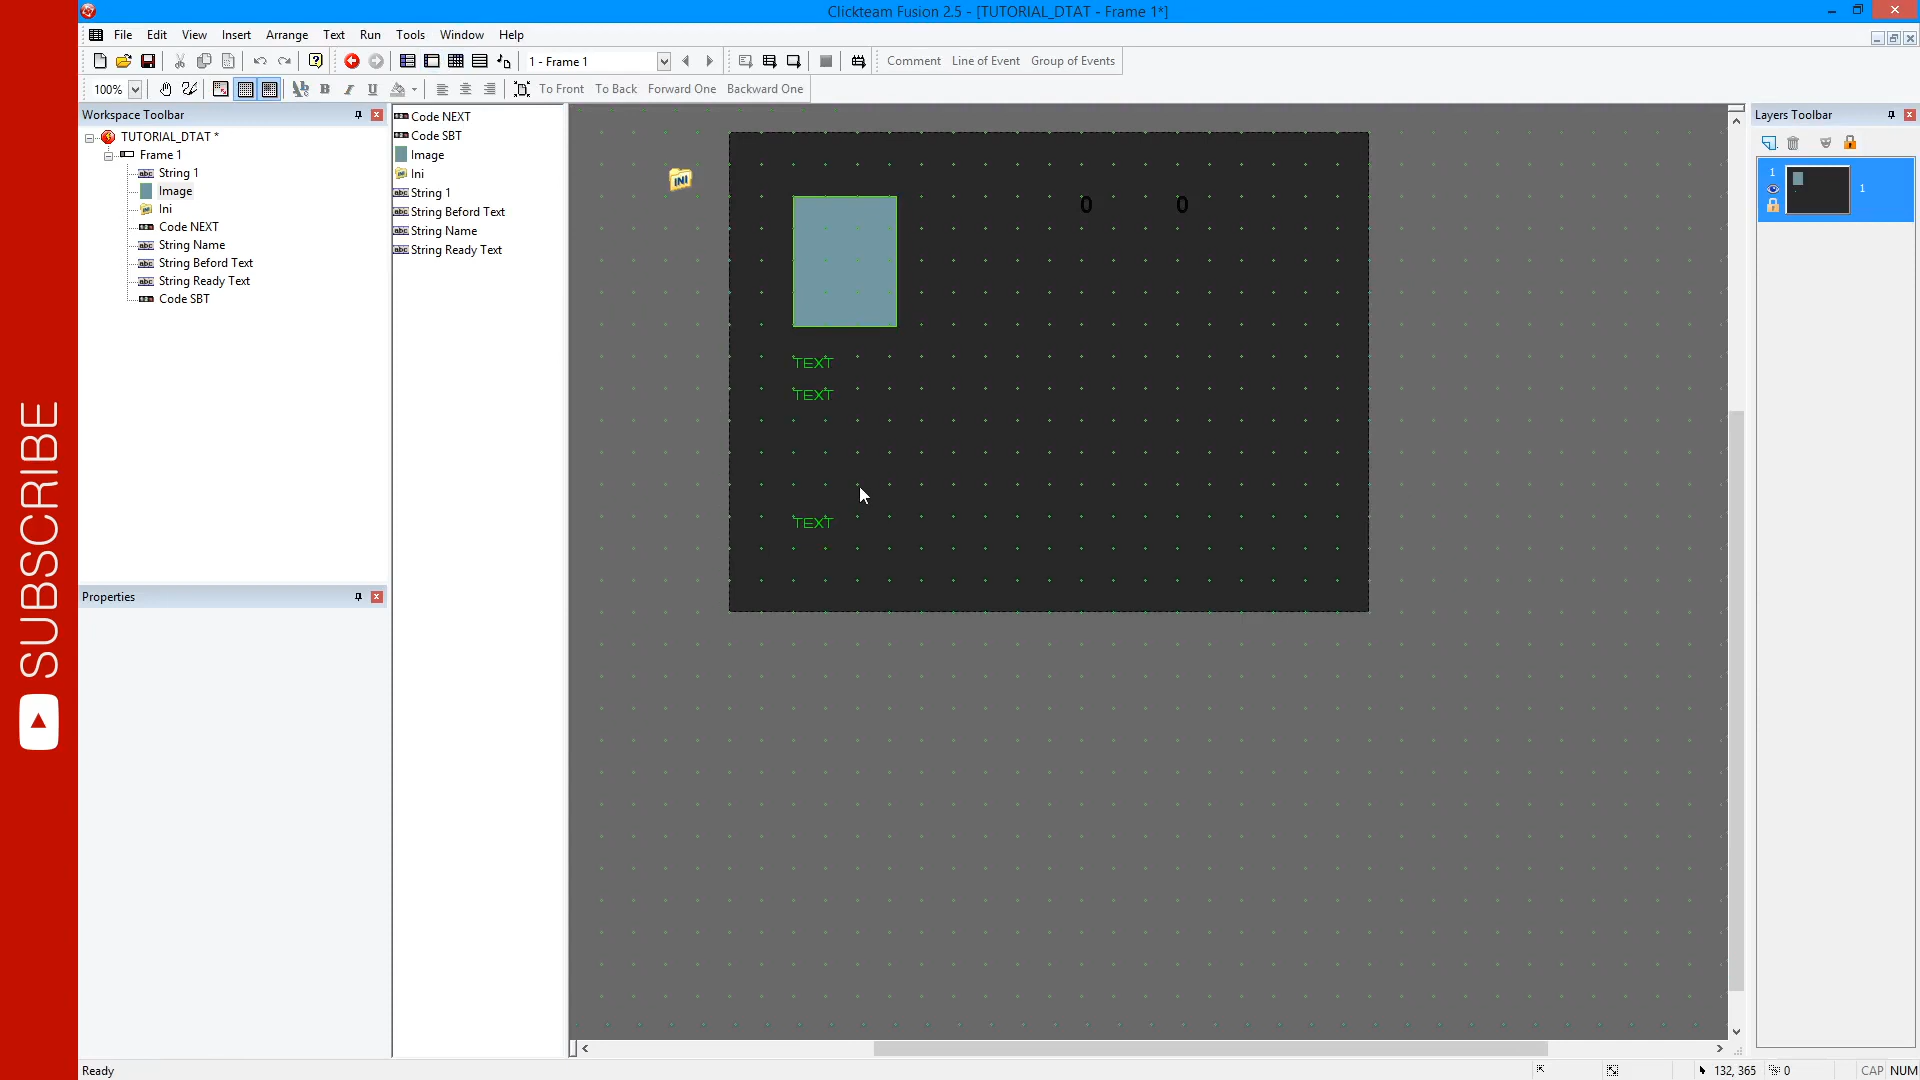 Clickteam Fusion 2.5 - [TUTORIAL_DTAT - Frame 1*]
File Edit View Insert Arrange Text Run Tools Window Help
1 - Frame 1
Comment Line of Event Group of Events
100%
B I U
To Front To Back Forward One Backward One
Workspace Toolbar
TUTORIAL_DTAT *
Frame 1
String 1
Image
Ini
Code NEXT
String Name
String Beford Text
String Ready Text
Code SBT
Properties
Code NEXT
Code SBT
Image
Ini
String 1
String Beford Text
String Name
String Ready Text
INI
0 0
TEXT
TEXT
TEXT
Layers Toolbar
1
1
SUBSCRIBE
Ready
132, 365
0
CAP NUM